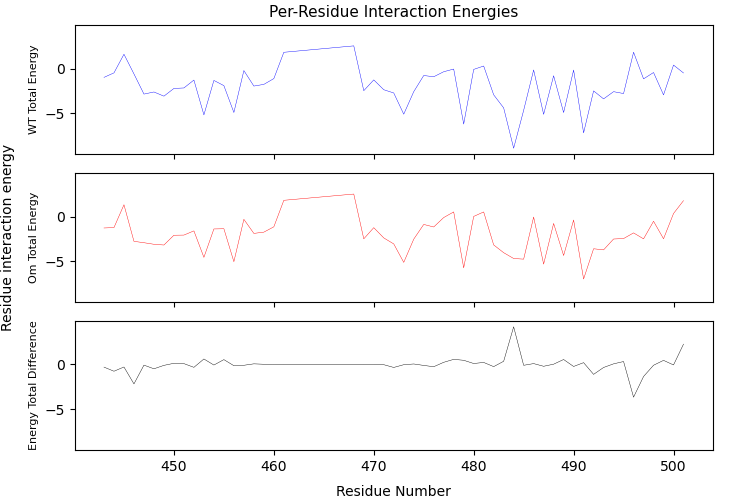 Per-Residue Interaction Energies
Residue interaction energy
WT Total Energy
0
−5
Om Total Energy
0
−5
Energy Total Difference
0
−5
450 460 470 480 490 500
Residue Number